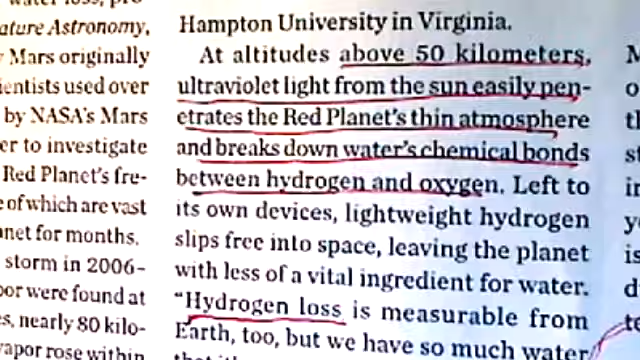 ature Astronomy,
Mars originally
ientists used over
by NASA's Mars
er to investigate
Red Planet's fre-
of which are vast
anet for months.
storm in 2006–
por were found at
es, nearly 80 kilo-
vapor rose within
Hampton University in Virginia.
At altitudes above 50 kilometers,
ultraviolet light from the sun easily pen-
etrates the Red Planet's thin atmosphere
and breaks down water's chemical bonds
between hydrogen and oxygen. Left to
its own devices, lightweight hydrogen
slips free into space, leaving the planet
with less of a vital ingredient for water.
"Hydrogen loss is measurable from
Earth, too, but we have so much water